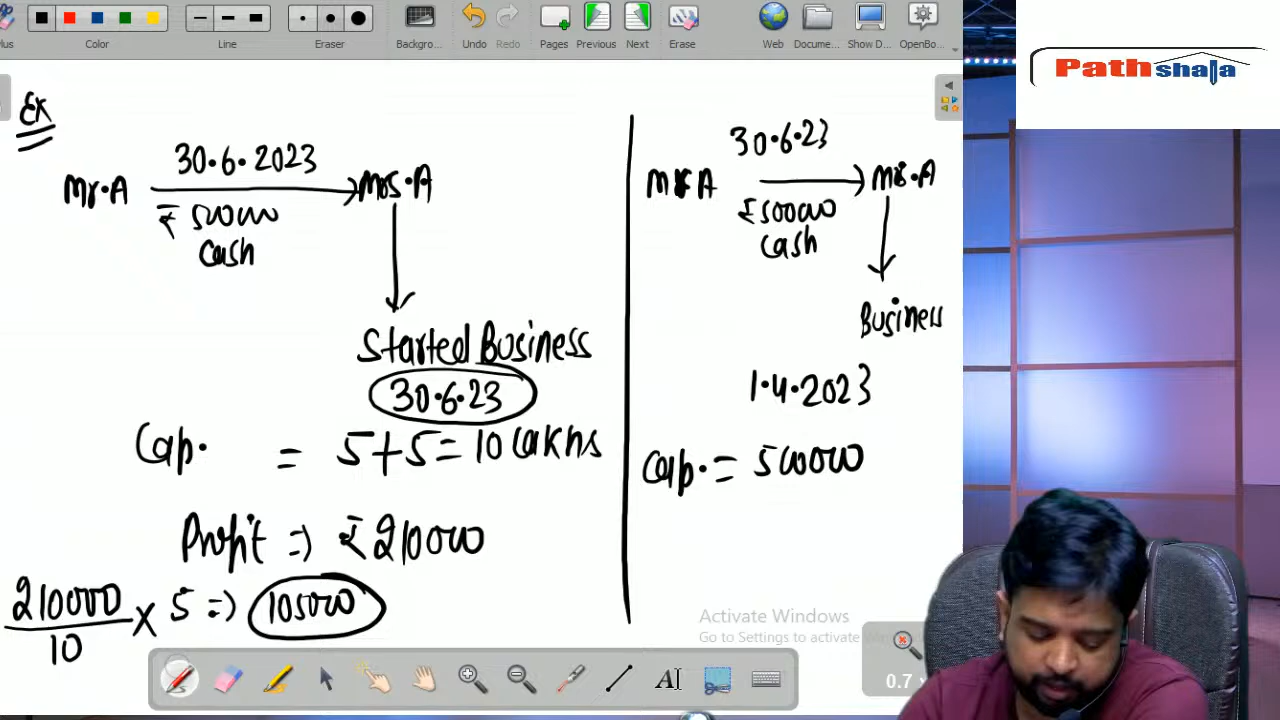 Color
Line
Eraser
Backgro...
Undo
Redo
Pages
Previous
Next
Erase
Web
Docume...
Show D...
OpenBo...
Path shala
Ex
30.6.2023
Mr.A
Mrs.A
₹ 500000
cash
Started Business
30.6.23
Cap. = 5+5=10 Lakhs
Profit => ₹210000
210000
10
x 5 => 105000
30.6.23
Mr A
Mrs.A
₹500000
cash
Business
1.4.2023
Cap. = 500000
Activate Windows
Go to Settings to activate
0.7